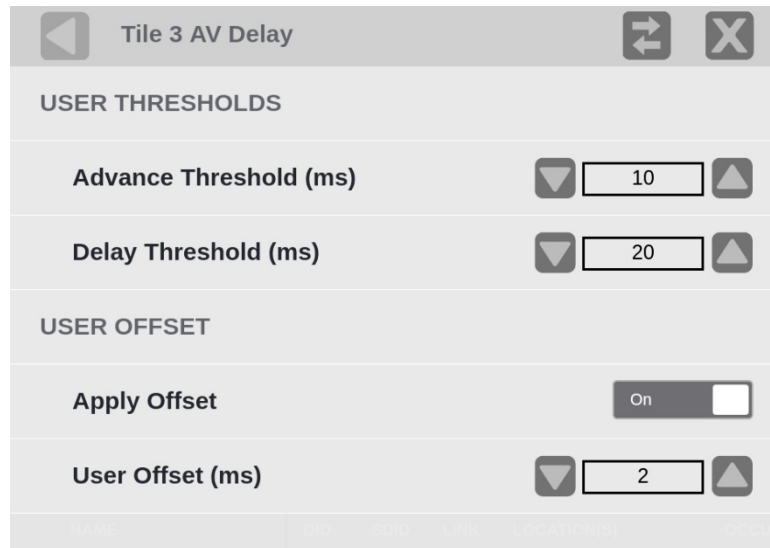 Tile 3 AV Delay
USER THRESHOLDS
Advance Threshold (ms) 10
Delay Threshold (ms) 20
USER OFFSET
Apply Offset On
User Offset (ms) 2
NAME DID SDID LINK LOCATION(S)